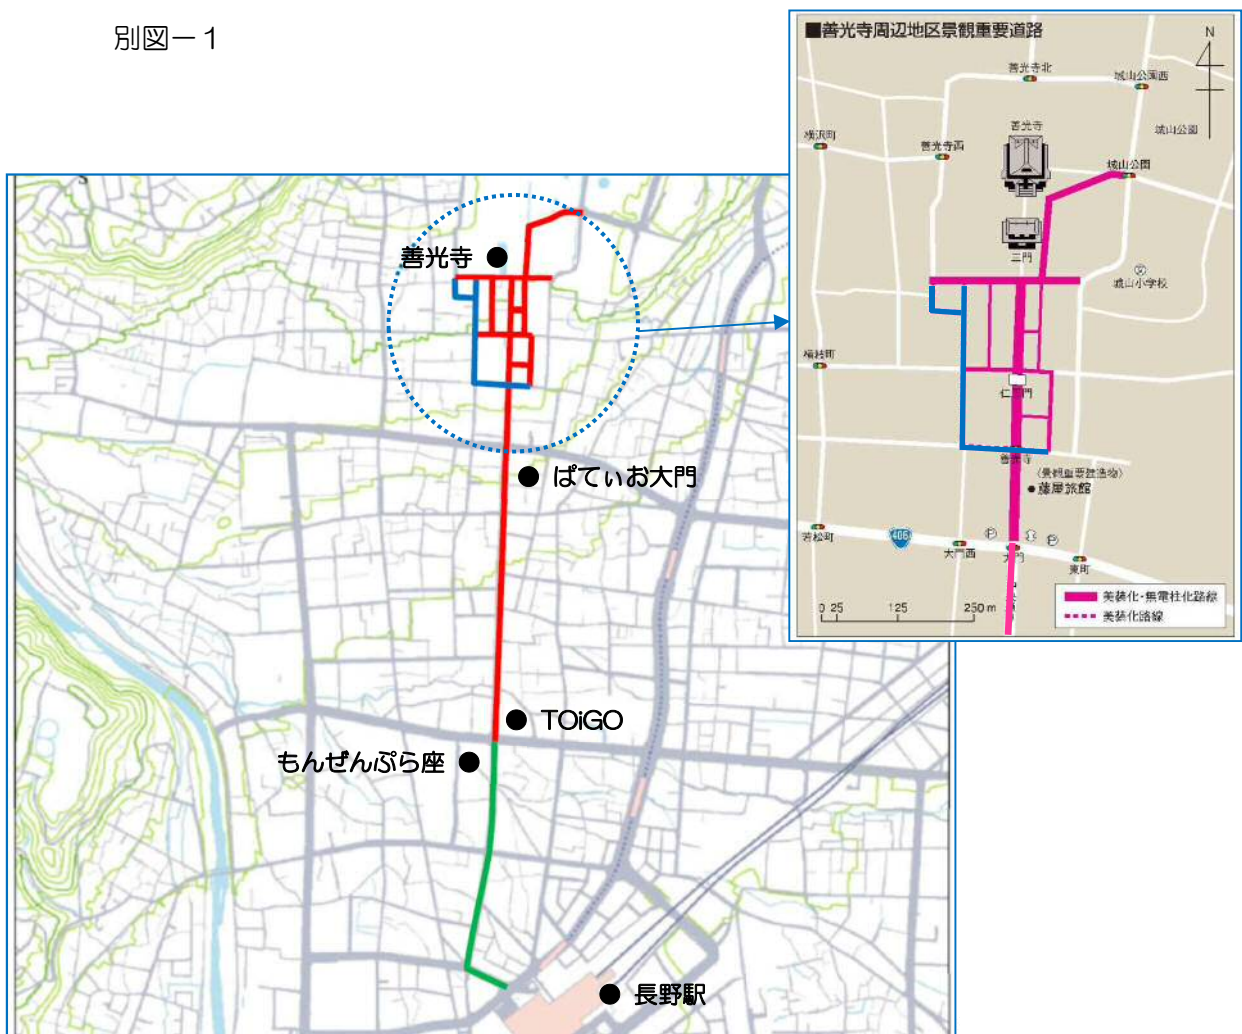 別図－１
■善光寺周辺地区景観重要道路
N
善光寺北
城山公園西
善光寺
城山公園
横沢町
善光寺西
城山公園
三門
城山小学校
横枝町
仁王門
善光寺
(景観重要建造物)
●藤屋旅館
若松町
406
大門西
大門
東町
P
P
0 25 125 250 m
美装化・無電柱化路線
美装化路線
善光寺
ぱてぃお大門
TOiGO
もんぜんぷら座
長野駅